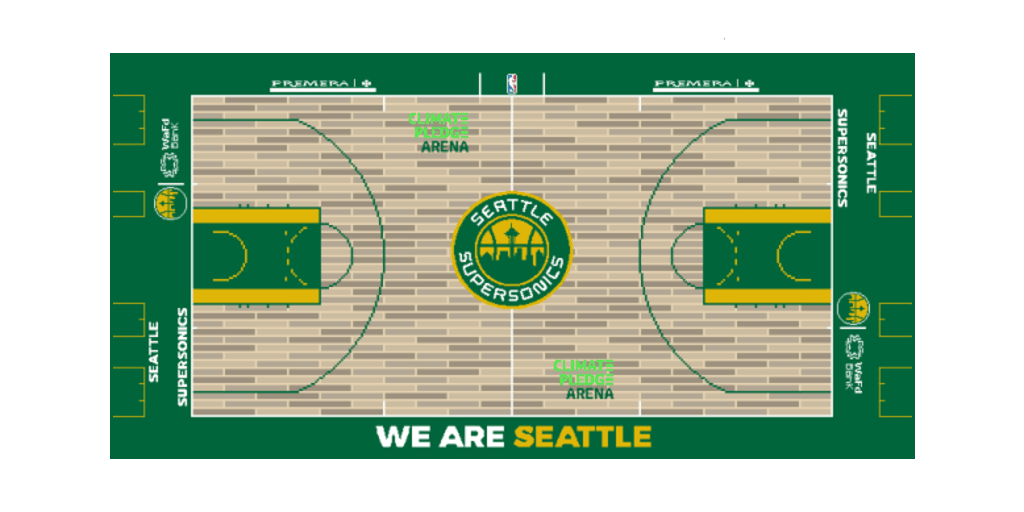 PREMERA
PREMERA
CLIMATE
PLEDGE
ARENA
WaFd
BanK
SUPERSONICS
SEATTLE
SEATTLE
SUPERSONICS
SEATTLE
SUPERSONICS
CLIMATE
PLEDGE
ARENA
WaFd
BanK
WE ARE SEATTLE